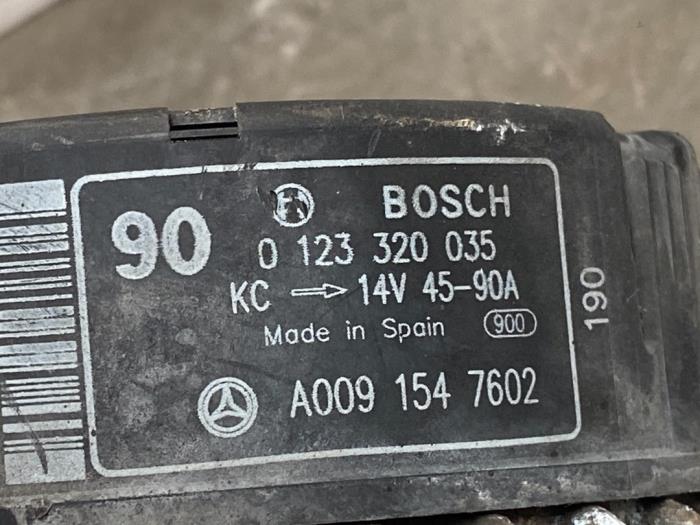 90
BOSCH
0 123 320 035
KC → 14V 45-90A
Made in Spain 900
A009 154 7602
190